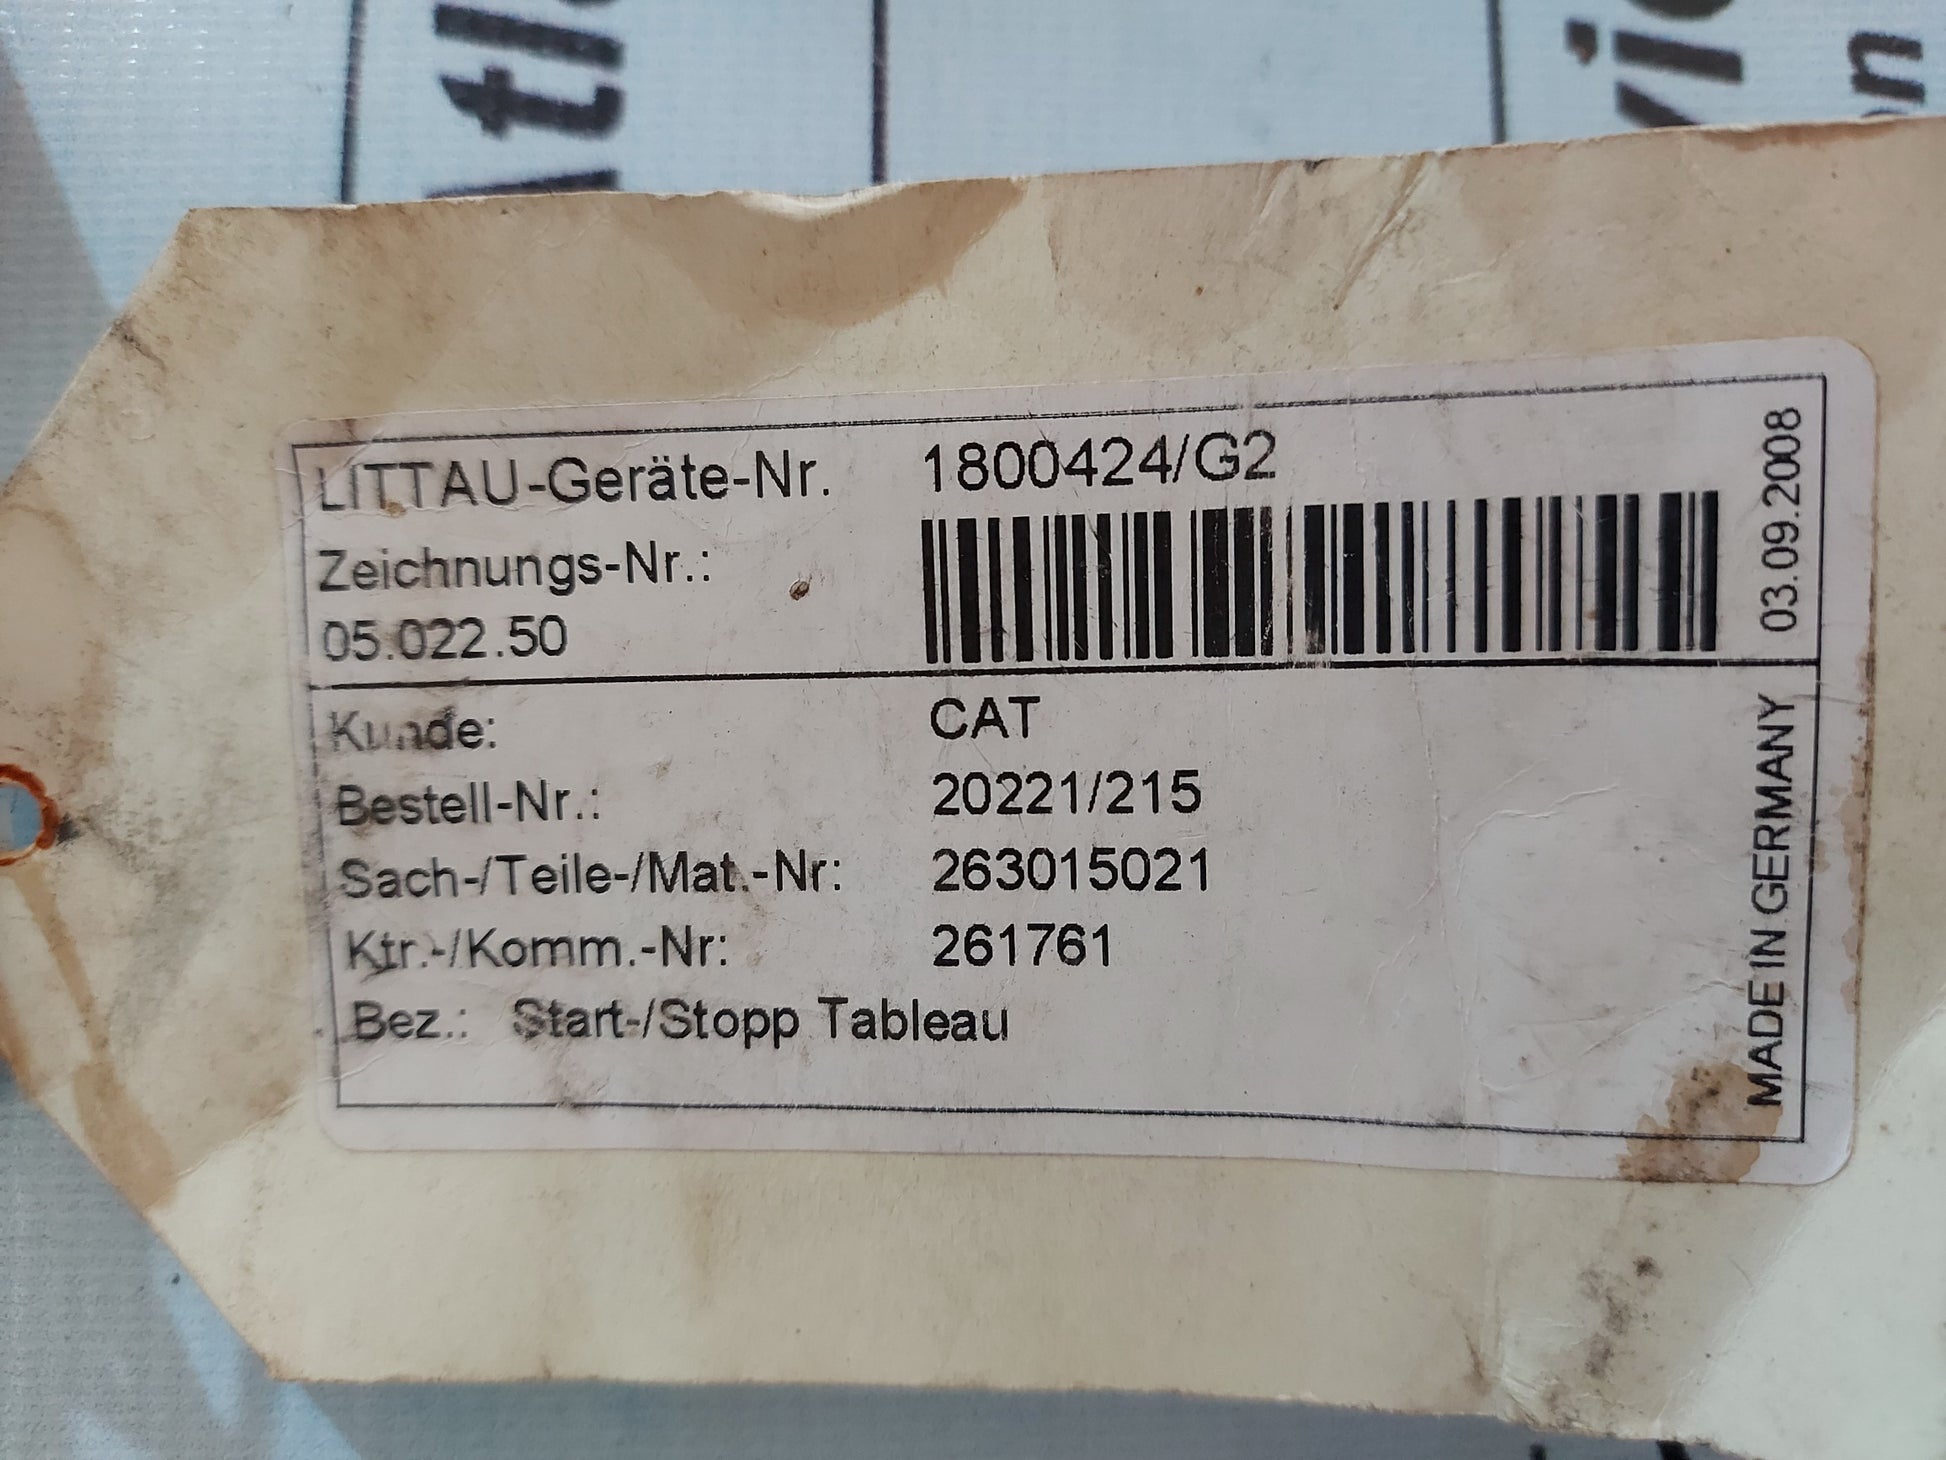 LITTAU-Geräte-Nr. 1800424/G2
Zeichnungs-Nr.:
05.022.50
03.09.2008
Kunde: CAT
Bestell-Nr.: 20221/215
Sach-/Teile-/Mat.-Nr: 263015021
Ktr.-/Komm.-Nr: 261761
Bez.: Start-/Stopp Tableau
MADE IN GERMANY